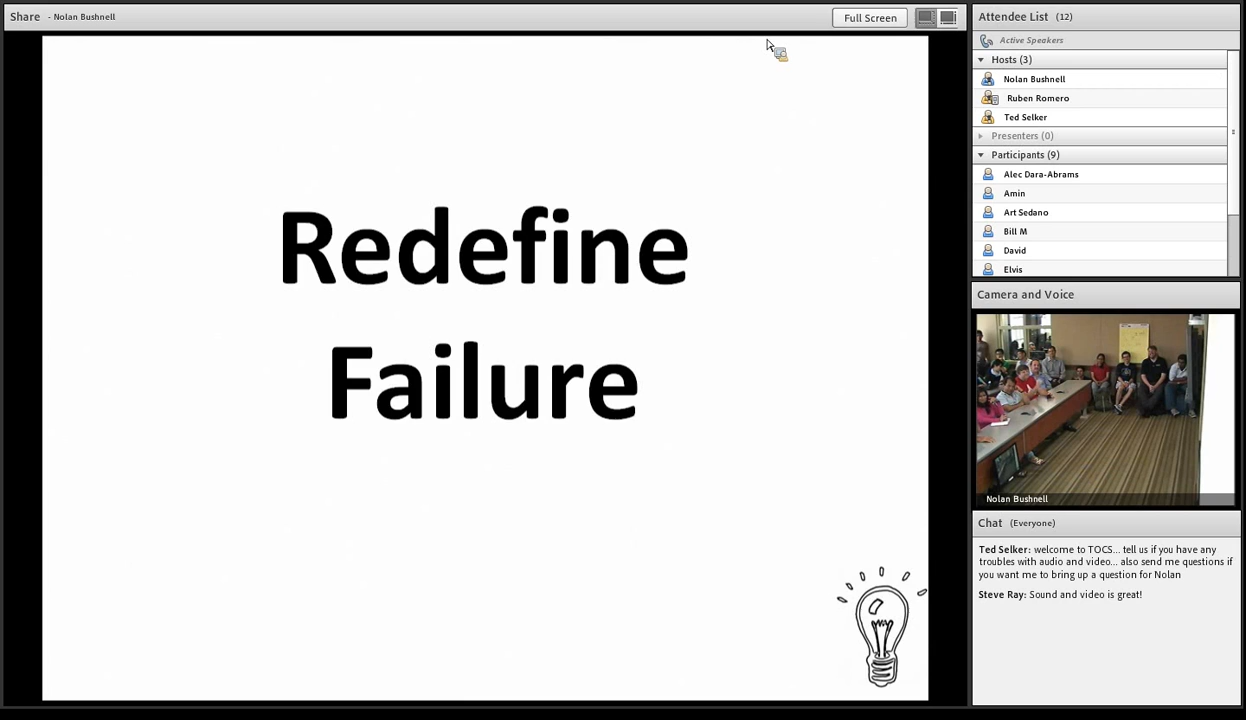 Share - Nolan Bushnell
Full Screen
Redefine
Failure
Attendee List (12)
Active Speakers
Hosts (3)
Nolan Bushnell
Ruben Romero
Ted Selker
Presenters (0)
Participants (9)
Alec Dara-Abrams
Amin
Art Sedano
Bill M
David
Elvis
Camera and Voice
Nolan Bushnell
Chat (Everyone)
Ted Selker: welcome to TOCS... tell us if you have any
troubles with audio and video... also send me questions if
you want me to bring up a question for Nolan
Steve Ray: Sound and video is great!